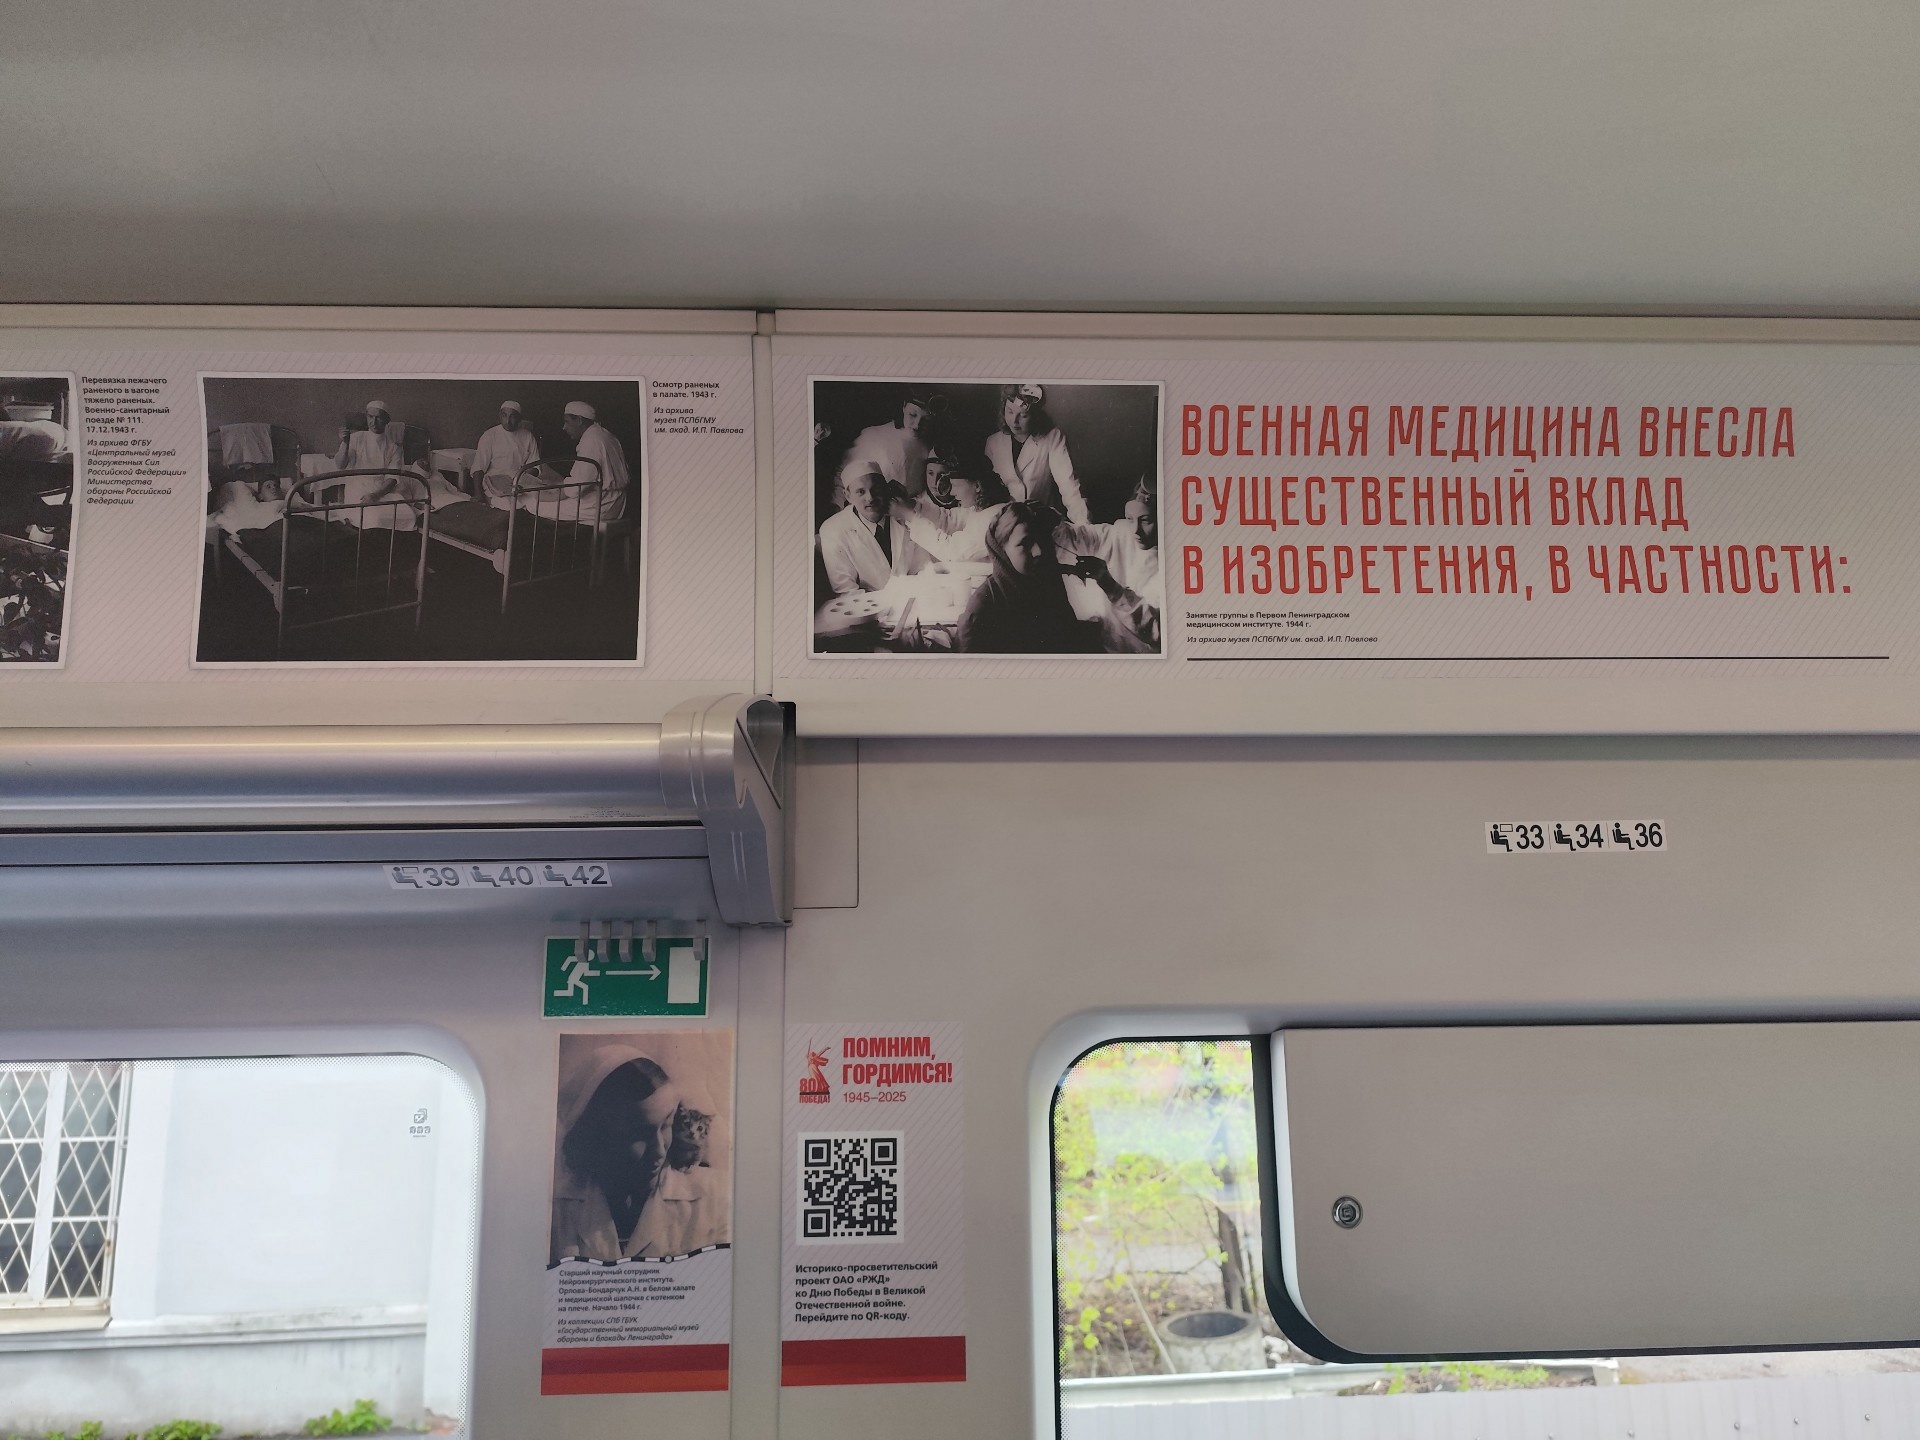 Перевязка лежачего
раненого в вагоне
тяжело раненых.
Военно-санитарный
поезде № 111.
17.12.1943 г.
Из архива ФГБУ
«Центральный музей
Вооруженных Сил
Российской Федерации»
Министерства
обороны Российской
Федерации
Осмотр раненых
в палате. 1943 г.
Из архива
музея ПСПбГМУ
им. акад. И.П. Павлова
ВОЕННАЯ МЕДИЦИНА ВНЕСЛА
СУЩЕСТВЕННЫЙ ВКЛАД
В ИЗОБРЕТЕНИЯ, В ЧАСТНОСТИ:
Занятие группы в Первом Ленинградском
медицинском институте. 1944 г.
Из архива музея ПСПбГМУ им. акад. И.П. Павлова
39 40 42
33 34 36
Старший научный сотрудник
Нейрохирургического института.
Орлова-Бондарчук А.Н. в белом халате
и медицинской шапочке с котенком
на плече. Начало 1944 г.
Из коллекции СПб ГБУК
«Государственный мемориальный музей
обороны и блокады Ленинграда»
80
ПОБЕДА!
ПОМНИМ,
ГОРДИМСЯ!
1945–2025
Историко-просветительский
проект ОАО «РЖД»
ко Дню Победы в Великой
Отечественной войне.
Перейдите по QR-коду.